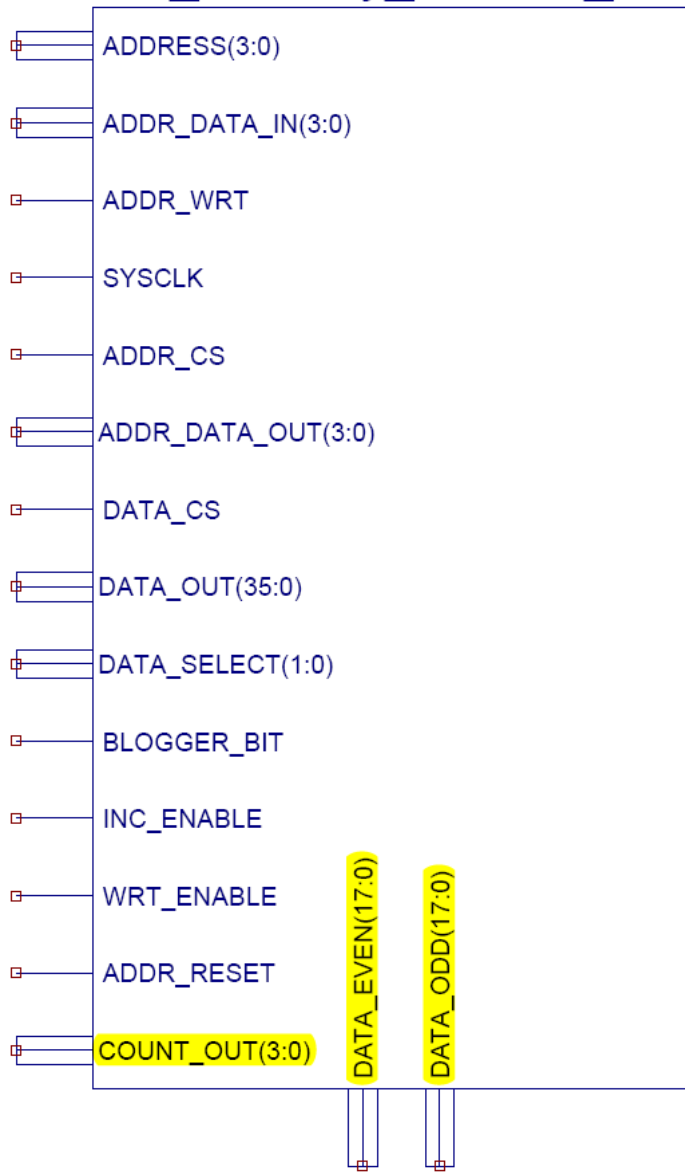 ADDRESS(3:0)
ADDR_DATA_IN(3:0)
ADDR_WRT
SYSCLK
ADDR_CS
ADDR_DATA_OUT(3:0)
DATA_CS
DATA_OUT(35:0)
DATA_SELECT(1:0)
BLOGGER_BIT
INC_ENABLE
WRT_ENABLE
ADDR_RESET
COUNT_OUT(3:0)
DATA_EVEN(17:0)
DATA_ODD(17:0)